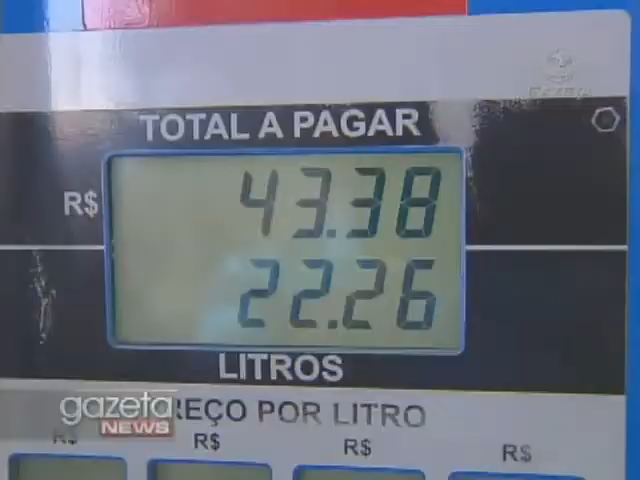 TOTAL A PAGAR
R$ 43.38
22.26
LITROS
gazeta
NEWS
REÇO POR LITRO
R$ R$ R$ R$